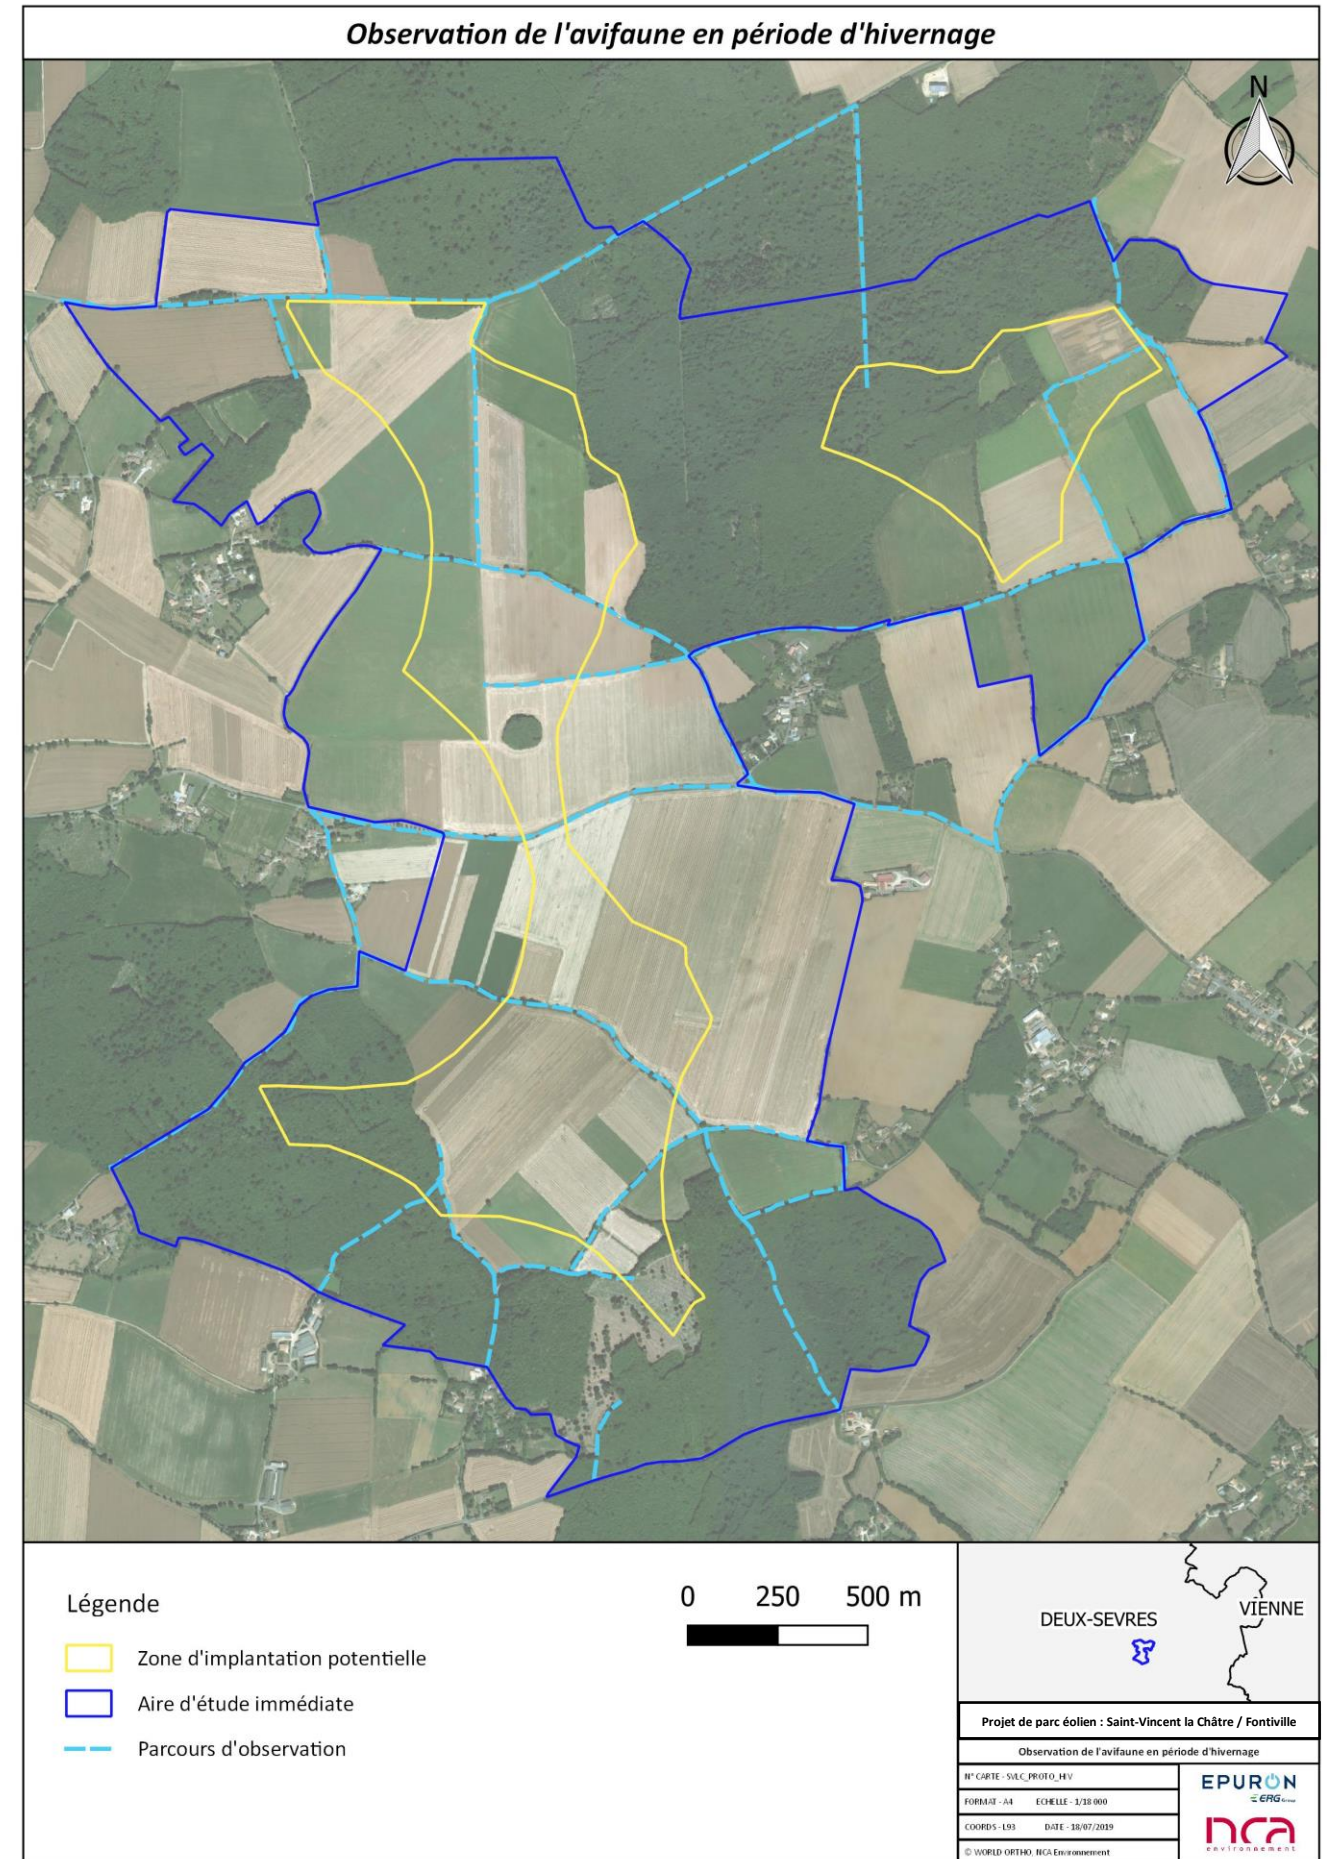 Observation de l'avifaune en période d'hivernage
N
Légende
Zone d'implantation potentielle
Aire d'étude immédiate
Parcours d'observation
0 250 500 m
DEUX-SEVRES
VIENNE
Projet de parc éolien : Saint-Vincent la Châtre / Fontiville
Observation de l'avifaune en période d'hivernage
N° CARTE - SVLC_PROTO_HIV
FORMAT - A4 ECHELLE - 1/18 000
COORDS - L93 DATE - 18/07/2019
© WORLD ORTHO, NCA Environnement
EPURON
ERG Group
nca
environnement